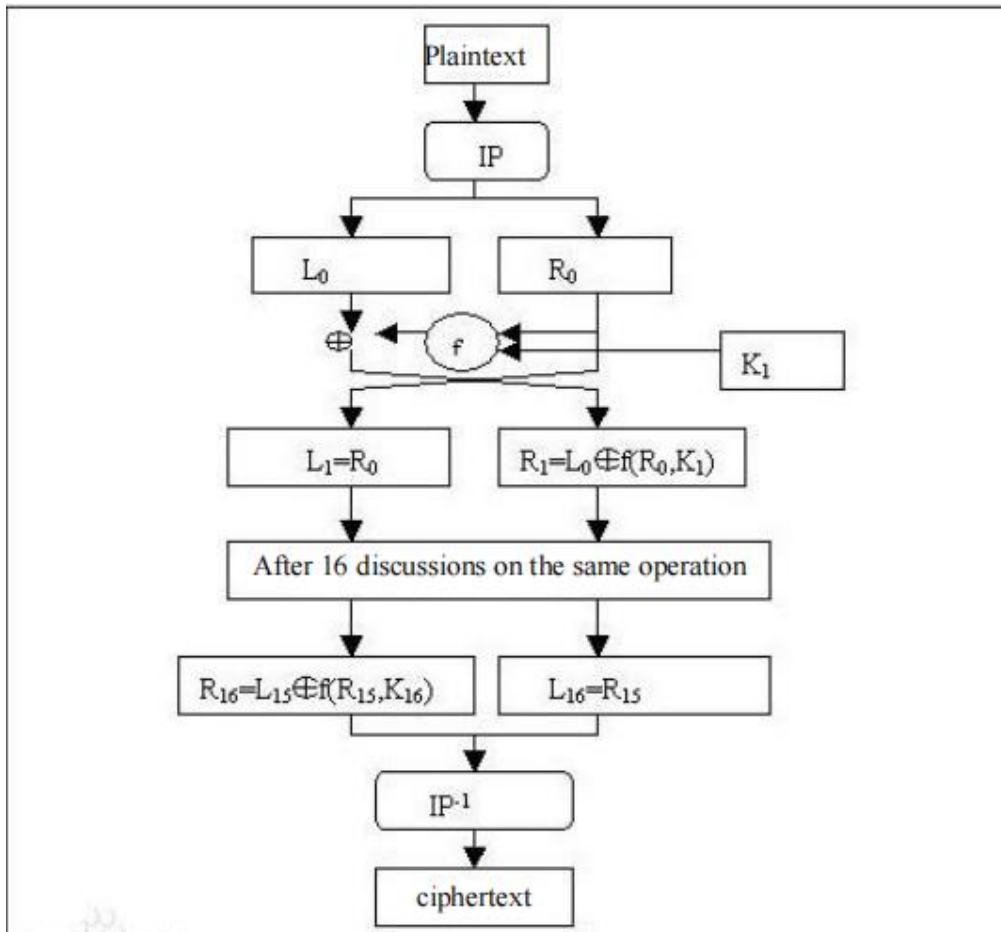 Plaintext
IP
L₀
R₀
⊕
f
K₁
L₁=R₀
R₁=L₀⊕f(R₀,K₁)
After 16 discussions on the same operation
R₁₆=L₁₅⊕f(R₁₅,K₁₆)
L₁₆=R₁₅
IP⁻¹
ciphertext